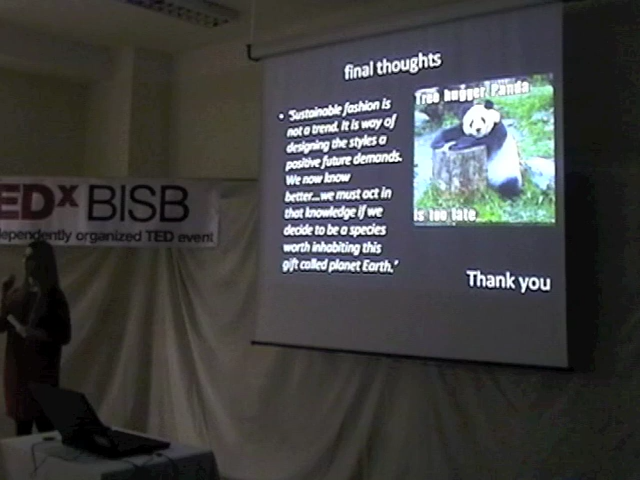 final thoughts
• 'Sustainable fashion is
not a trend. It is way of
designing the styles a
positive future demands.
We now know
better...we must act in
that knowledge if we
decide to be a species
worth inhabiting this
gift called planet Earth.'
Tree hugger Panda
is too late.
Thank you
EDx BISB
dependently organized TED event